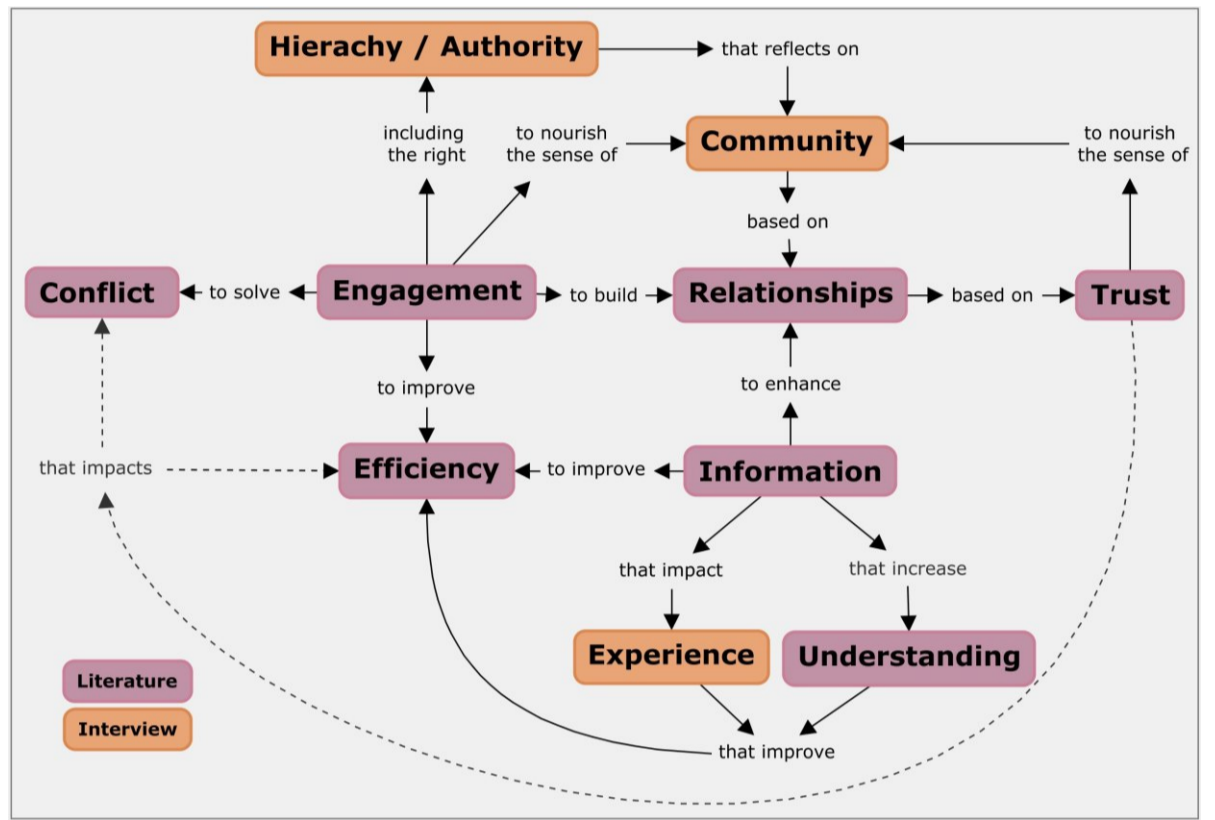 Hierachy / Authority
that reflects on
including
the right
to nourish
the sense of
Community
to nourish
the sense of
based on
Conflict
to solve
Engagement
to build
Relationships
based on
Trust
to improve
to enhance
that impacts
Efficiency
to improve
Information
that impact
that increase
Experience
Understanding
Literature
Interview
that improve